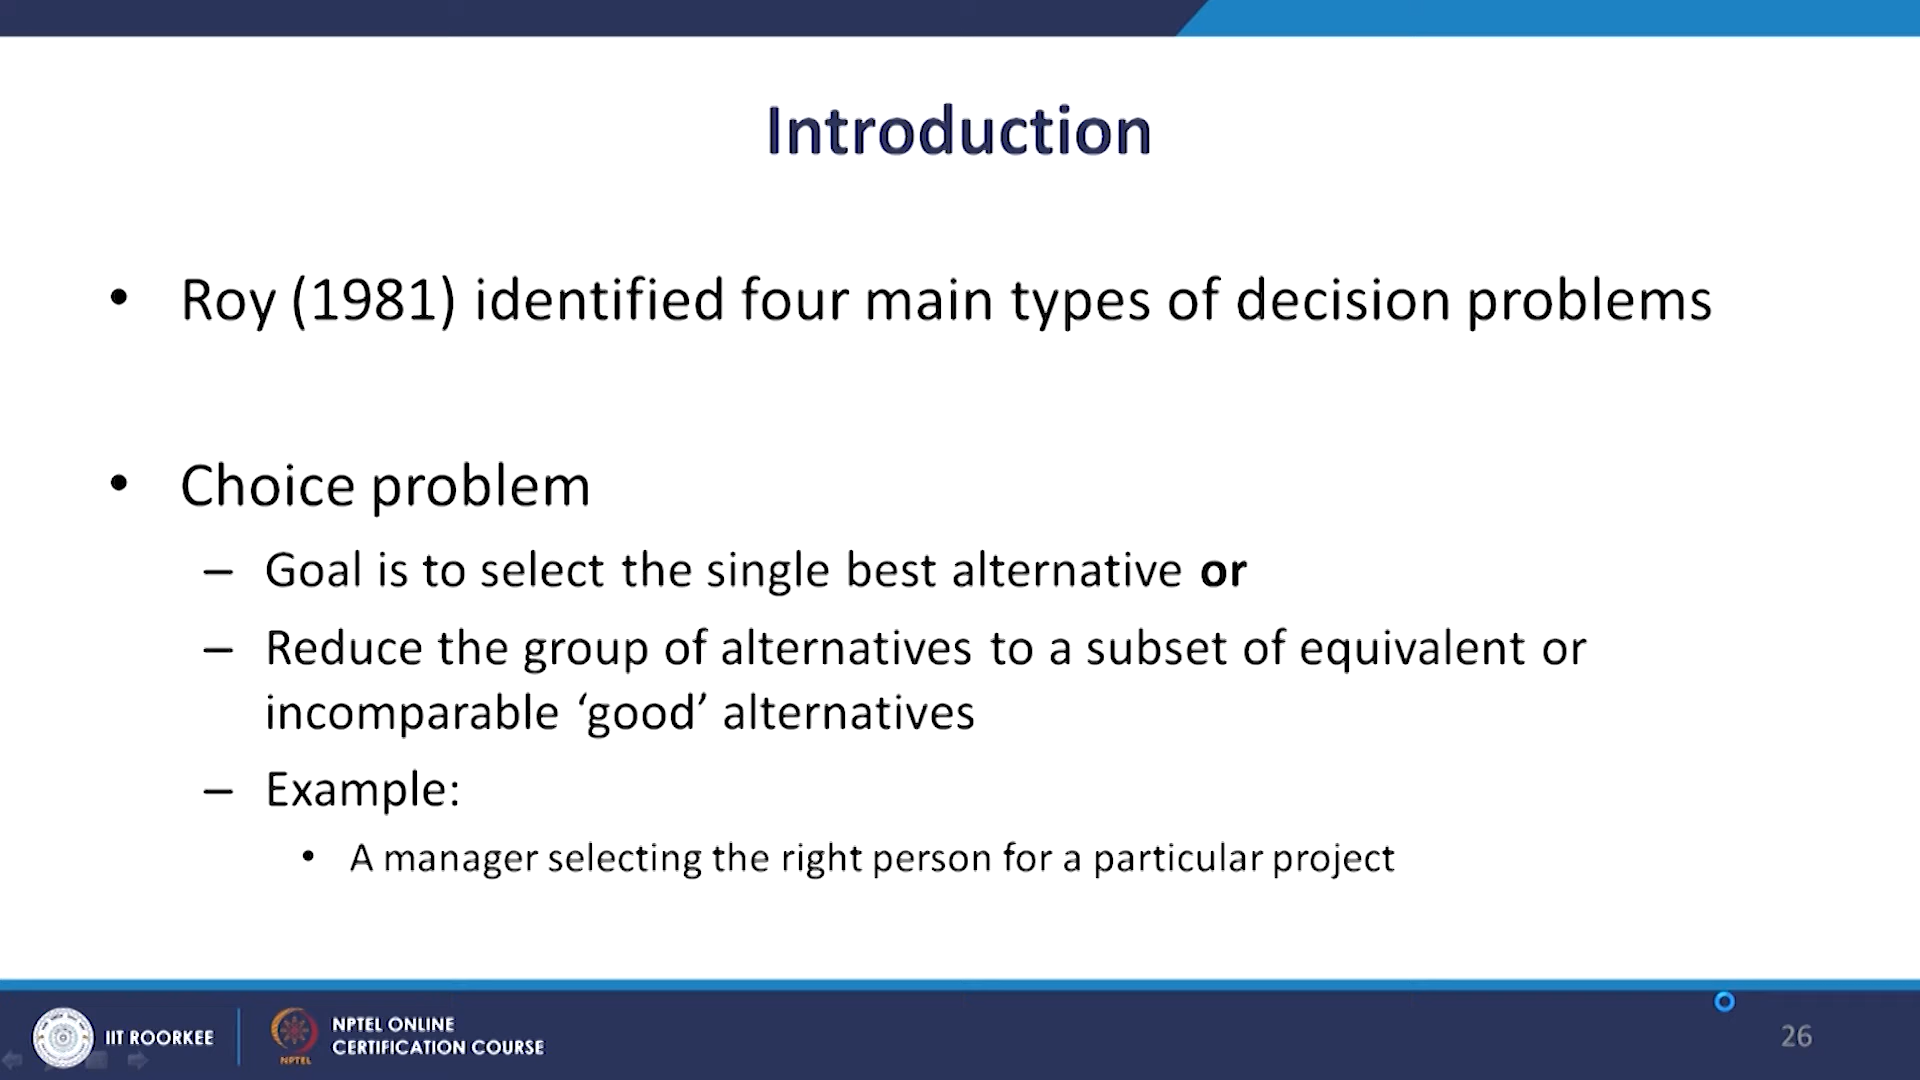 Introduction
• Roy (1981) identified four main types of decision problems
• Choice problem
– Goal is to select the single best alternative or
– Reduce the group of alternatives to a subset of equivalent or
incomparable ‘good’ alternatives
– Example:
• A manager selecting the right person for a particular project
IIT ROORKEE
NPTEL
NPTEL ONLINE
CERTIFICATION COURSE
26